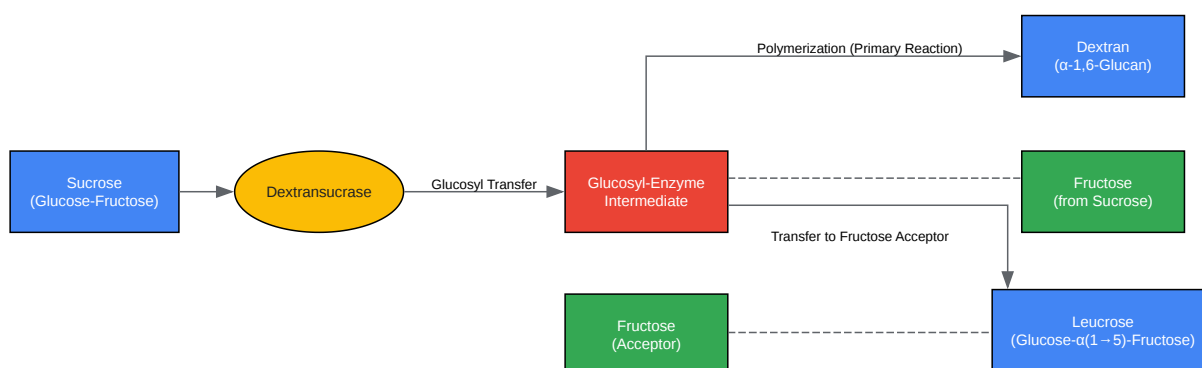 Polymerization (Primary Reaction)
Dextran
(α-1,6-Glucan)
Sucrose
(Glucose-Fructose)
Dextransucrase
Glucosyl Transfer
Glucosyl-Enzyme
Intermediate
Fructose
(from Sucrose)
Transfer to Fructose Acceptor
Fructose
(Acceptor)
Leucrose
(Glucose-α(1→5)-Fructose)